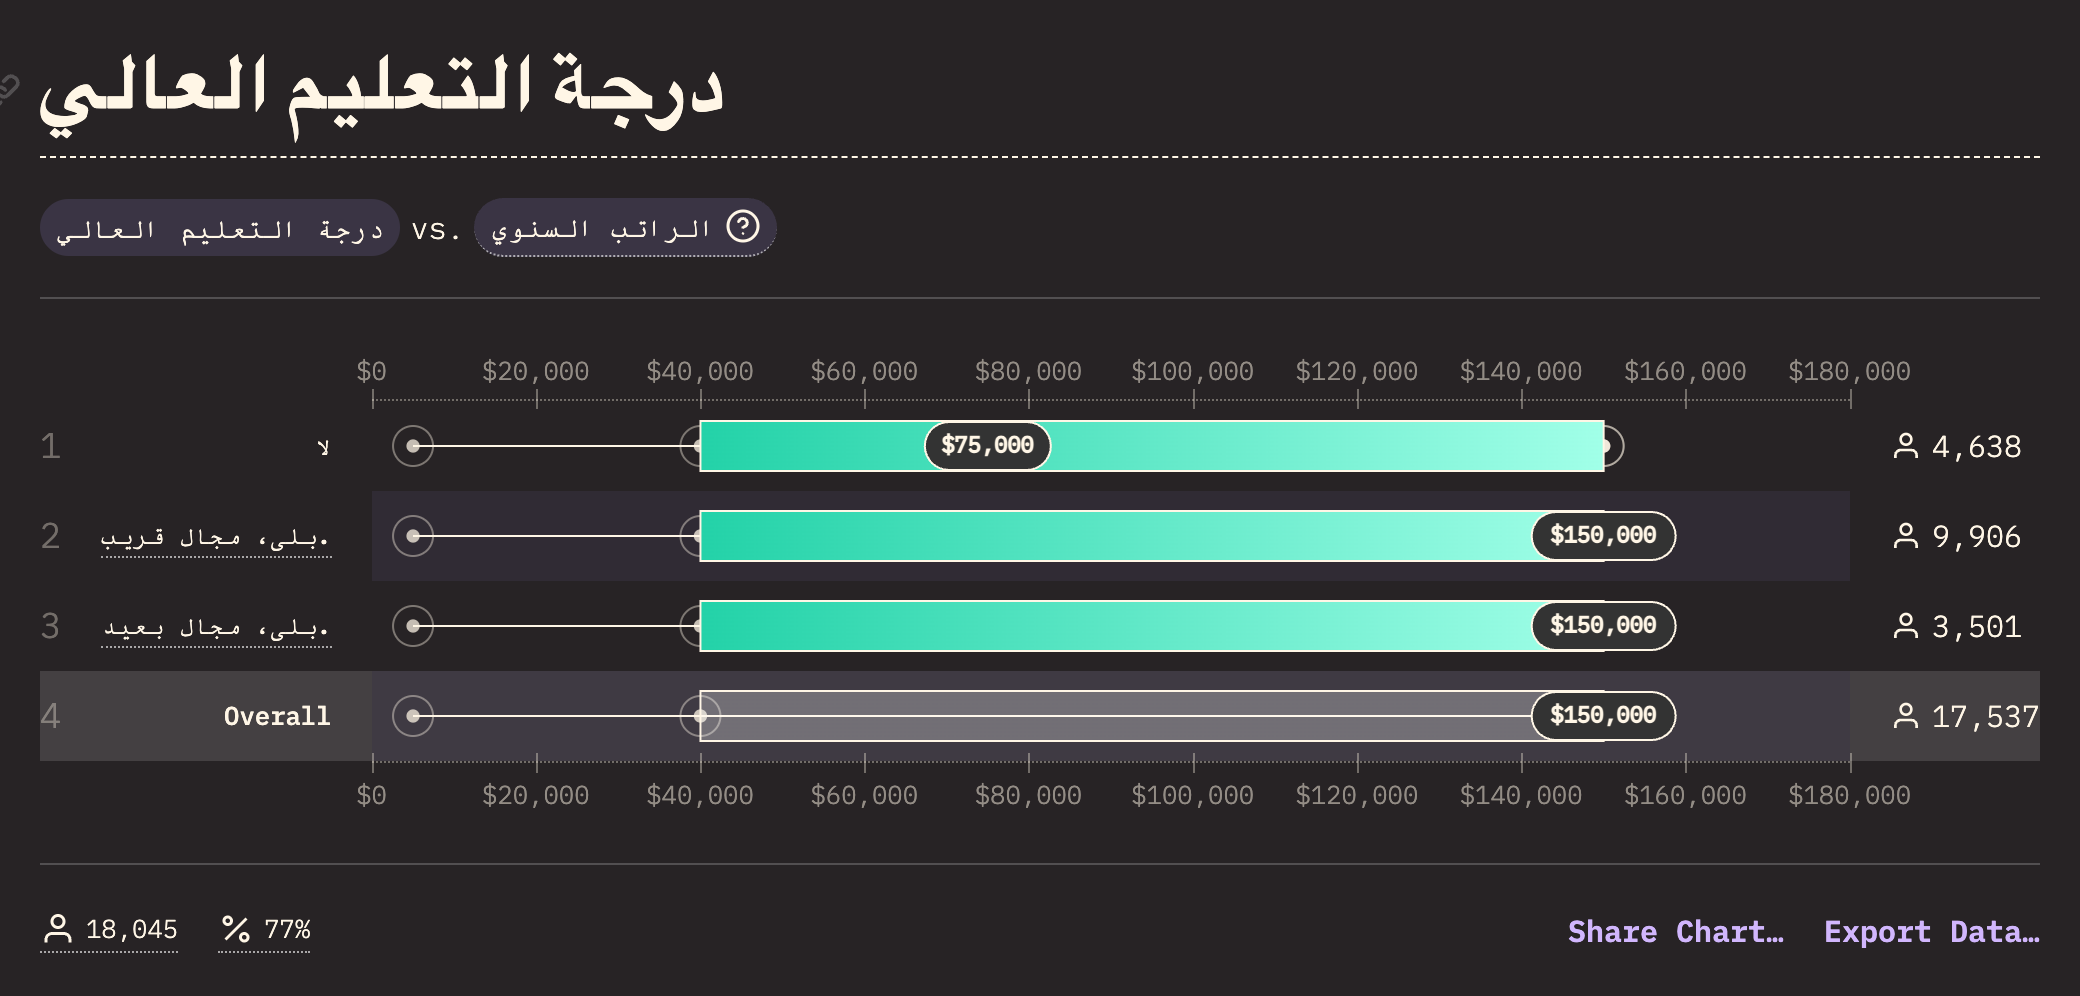 درجة التعليم العالي
درجة التعليم العالي vs. الراتب السنوي
$0 $20,000 $40,000 $60,000 $80,000 $100,000 $120,000 $140,000 $160,000 $180,000
1 لا $75,000 4,638
2 بلى، مجال قريب. $150,000 9,906
3 بلى، مجال بعيد. $150,000 3,501
4 Overall $150,000 17,537
$0 $20,000 $40,000 $60,000 $80,000 $100,000 $120,000 $140,000 $160,000 $180,000
18,045 77% Share Chart… Export Data…